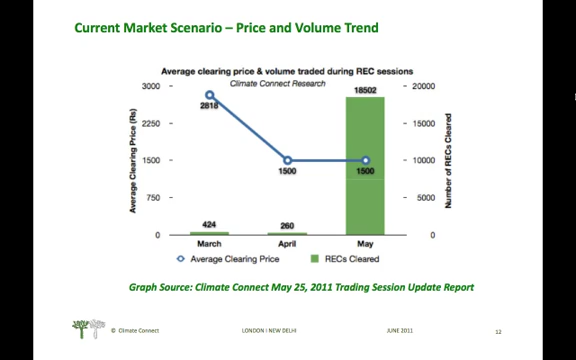 Current Market Scenario – Price and Volume Trend
Average clearing price & volume traded during REC sessions
Climate Connect Research
3000
2250
1500
750
0
Average Clearing Price (Rs)
20000
15000
10000
5000
0
Number of RECs Cleared
2818
1500
1500
424
260
18502
March
April
May
Average Clearing Price
RECs Cleared
Graph Source: Climate Connect May 25, 2011 Trading Session Update Report
© Climate Connect
LONDON I NEW DELHI
JUNE 2011
12